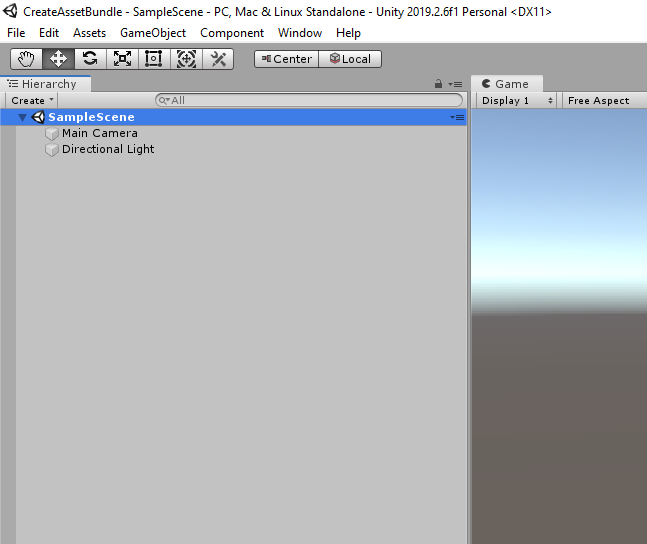 CreateAssetBundle - SampleScene - PC, Mac & Linux Standalone - Unity 2019.2.6f1 Personal <DX11>
File Edit Assets GameObject Component Window Help
Center Local
Hierarchy
Game
Create All
Display 1 Free Aspect
SampleScene
Main Camera
Directional Light